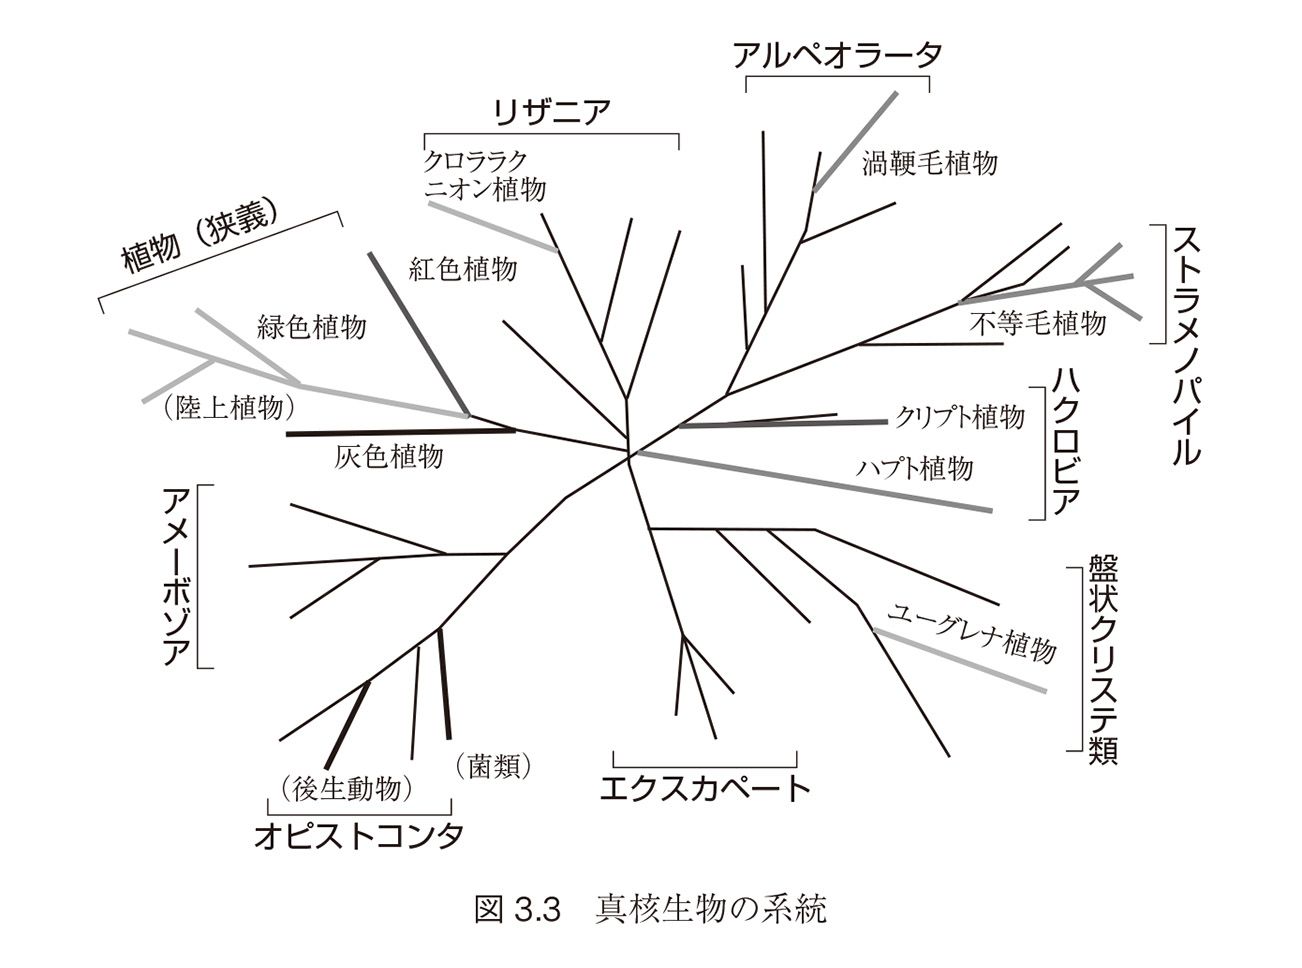 アルペオラータ
リザニア
クロララク
ニオン植物
渦鞭毛植物
植物（狭義）
紅色植物
緑色植物
ストラメノパイル
不等毛植物
（陸上植物）
灰色植物
クリプト植物
ハプト植物
ハクロビア
アメーボゾア
盤状クリステ類
ユーグレナ植物
（菌類）
（後生動物）
エクスカペート
オピストコンタ
図 3.3　真核生物の系統